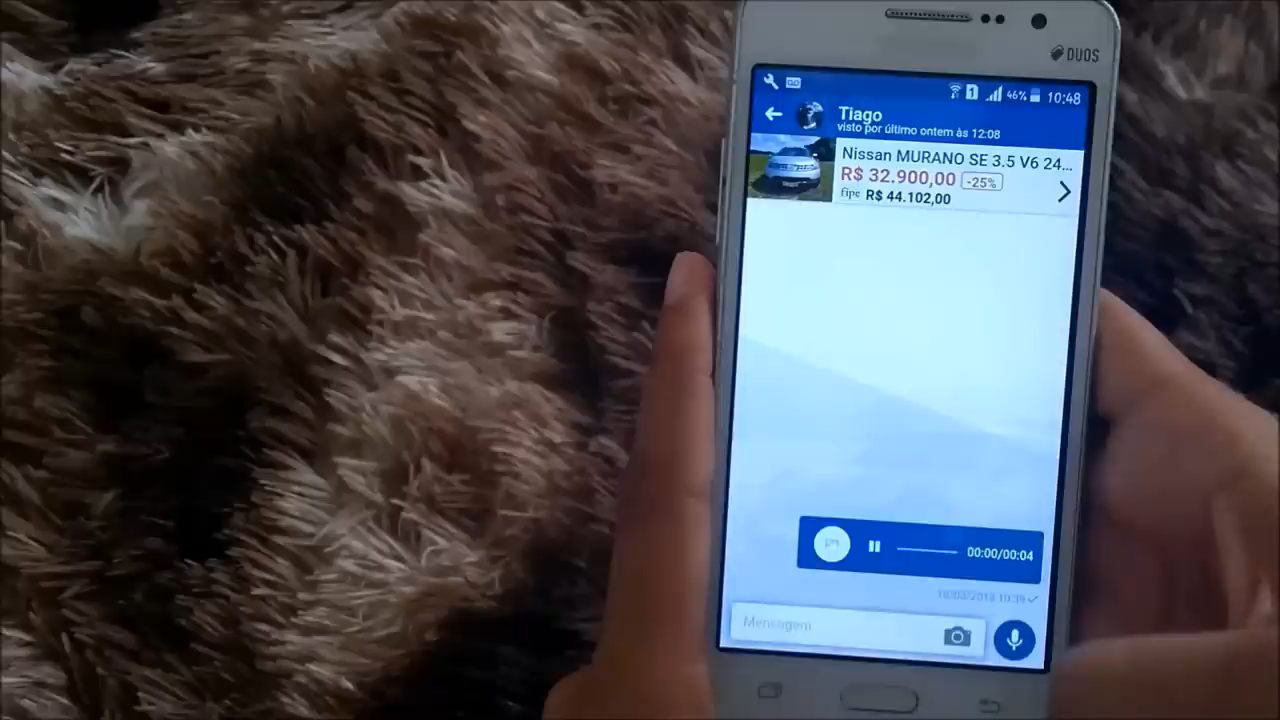 DUOS
1 46% 10:48
Tiago
visto por último ontem às 12:08
Nissan MURANO SE 3.5 V6 24...
R$ 32.900,00 -25%
fipe R$ 44.102,00
00:00/00:04
Mensagem